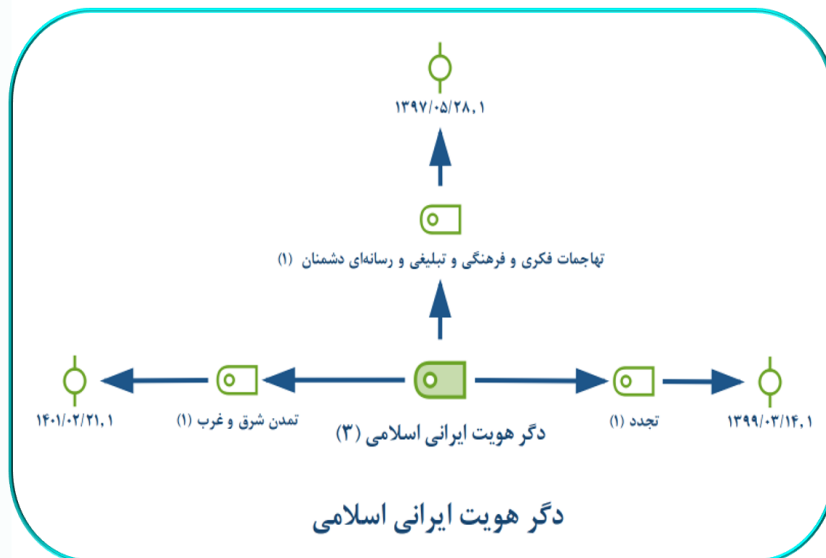 ۱۳۹۷/۰۵/۲۸,۱
تهاجمات فکری و فرهنگی و تبلیغی و رسانه‌ای دشمنان (۱)
۱۳۹۹/۰۳/۱۴,۱
تجدد (۱)
دگر هویت ایرانی اسلامی (۳)
تمدن شرق و غرب (۱)
۱۴۰۱/۰۲/۲۱,۱
دگر هویت ایرانی اسلامی